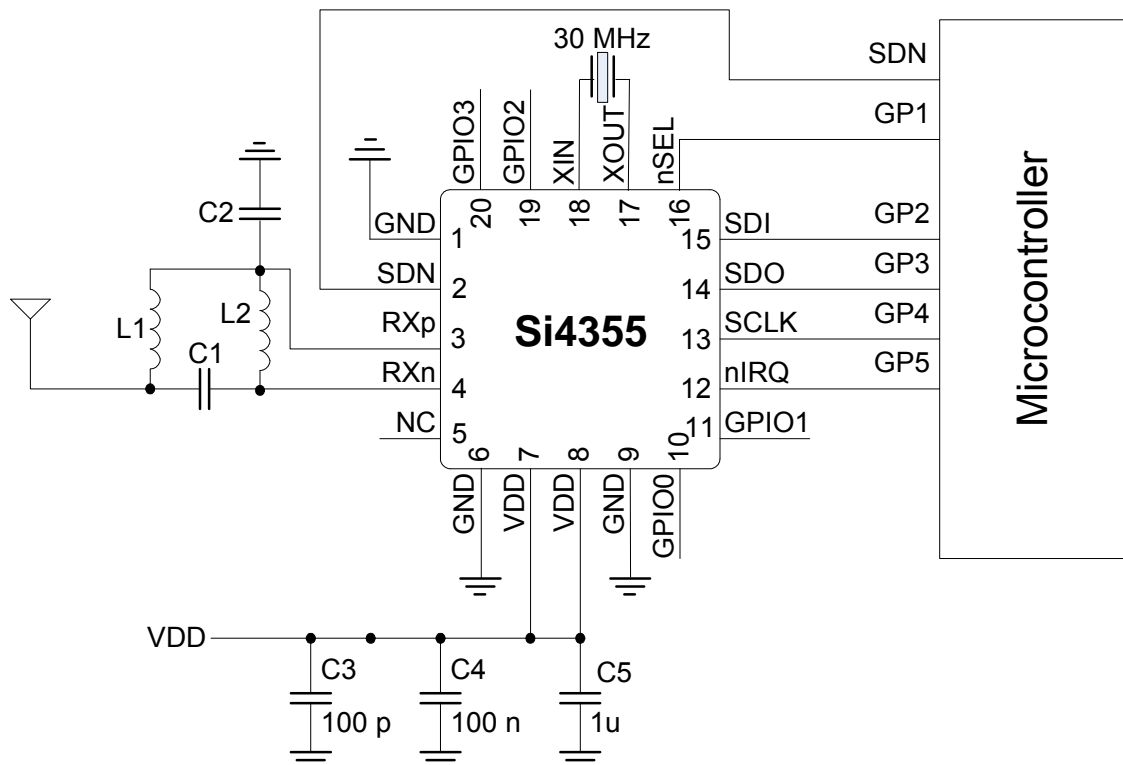 30 MHz
SDN
GP1
GPIO3
GPIO2
XIN
XOUT
nSEL
20
19
18
17
16
C2
GND
1
15
SDI
GP2
SDN
2
14
SDO
GP3
L1
L2
RXp
3
Si4355
13
SCLK
GP4
C1
RXn
4
12
nIRQ
GP5
NC
5
11
GPIO1
6
7
8
9
10
GND
VDD
VDD
GND
GPIO0
Microcontroller
VDD
C3
100 p
C4
100 n
C5
1u